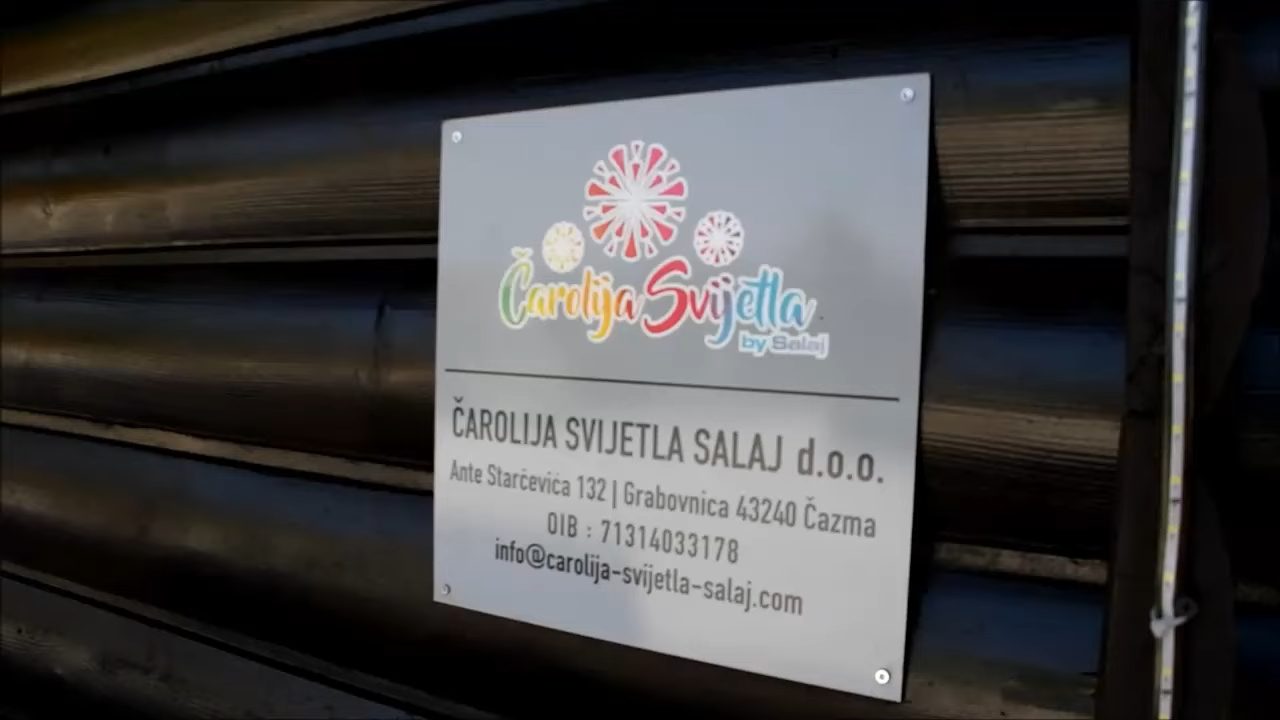 Čarolija Svijetla
by Salaj
ČAROLIJA SVIJETLA SALAJ d.o.o.
Ante Starčevića 132 | Grabovnica 43240 Čazma
OIB : 71314033178
info@carolija-svijetla-salaj.com